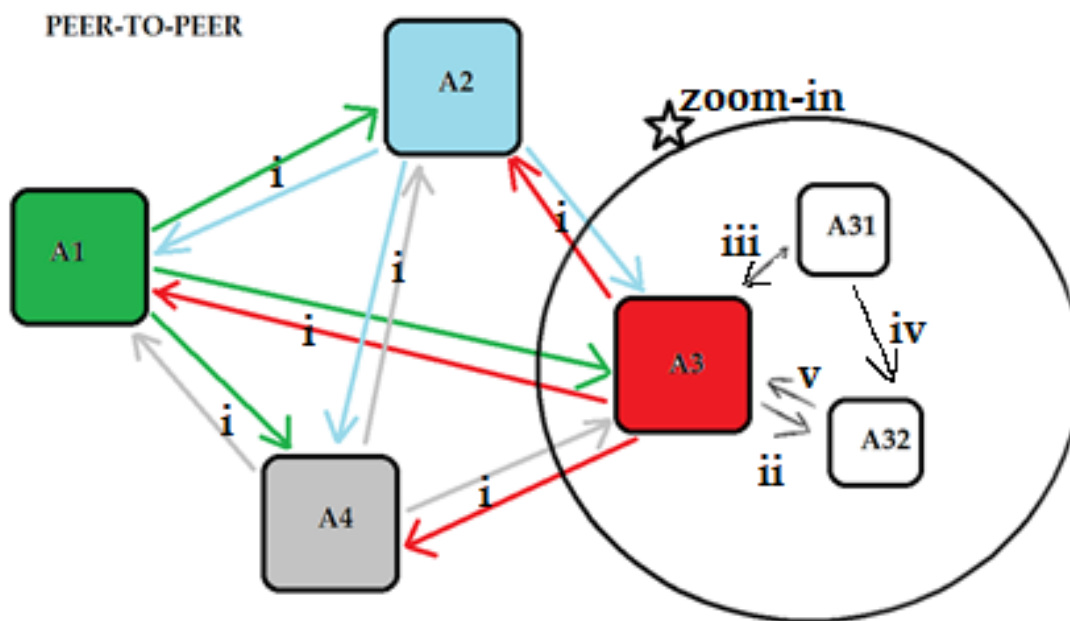 PEER-TO-PEER
A2
zoom-in
i
A31
A1
iii
i
i
i
iv
A3
v
i
A32
ii
i
A4